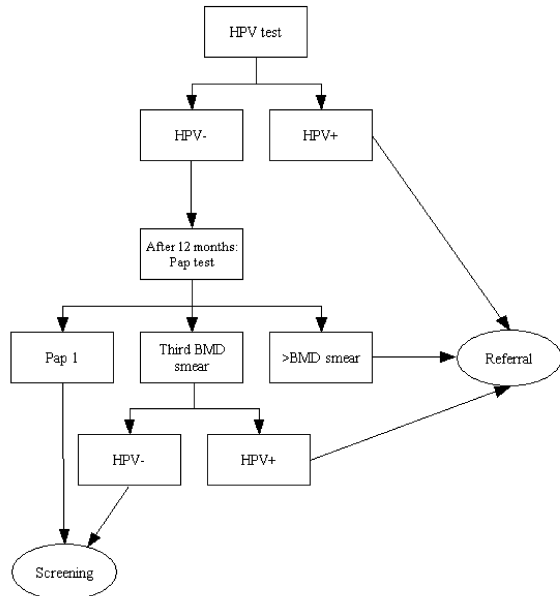 HPV test
HPV-
HPV+
After 12 months:
Pap test
Pap 1
Third BMD
smear
>BMD smear
Referral
HPV-
HPV+
Screening